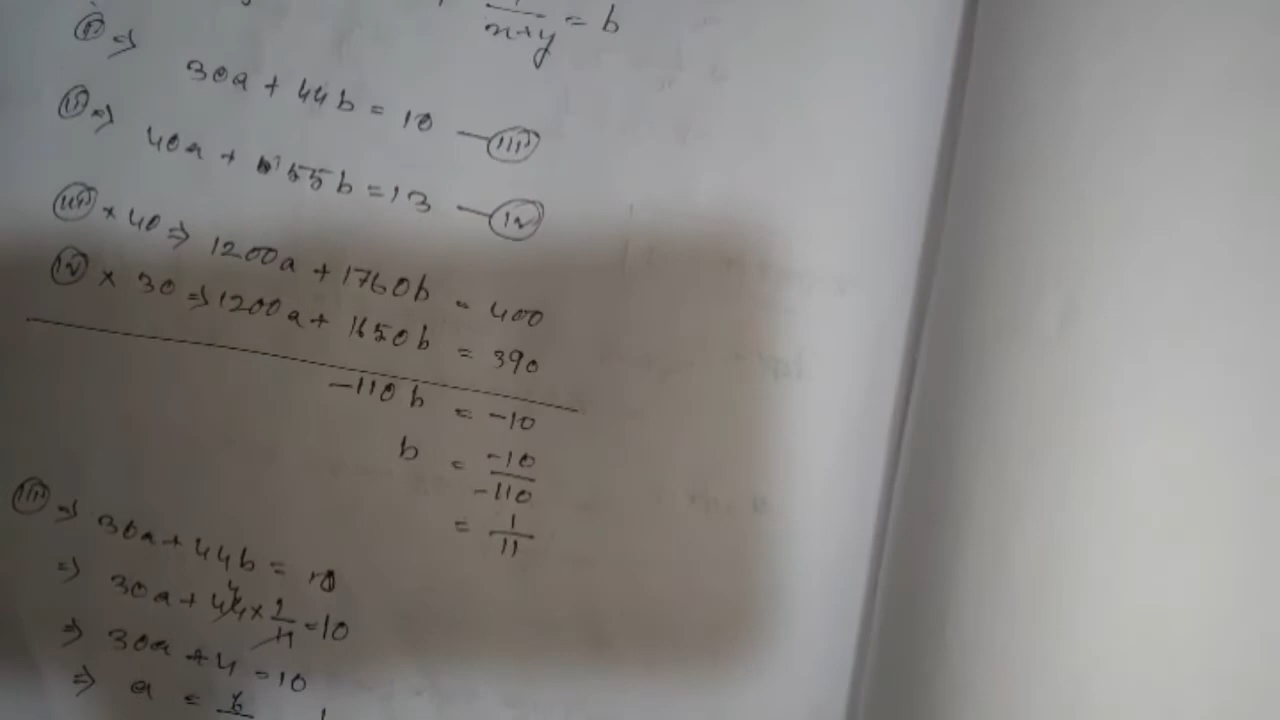 1/(x+y) = b
(i) ⇒ 30a + 44b = 10 — (iii)
(ii) ⇒ 40a + 55b = 13 — (iv)
(iii) × 40 ⇒ 1200a + 1760b = 400
(iv) × 30 ⇒ 1200a + 1650b = 390
-110b = -10
b = -10/-110
= 1/11
(iii) ⇒ 30a + 44b = 10
⇒ 30a + 44 × 1/11 = 10
⇒ 30a + 4 = 10
⇒ a = 6